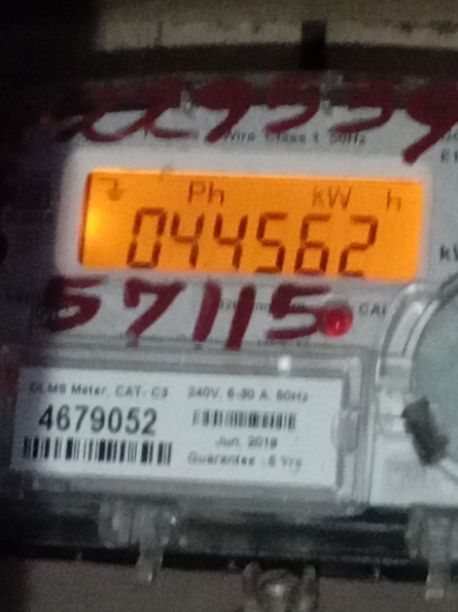 Wire Class 1 50Hz
Ph kW h
044562
57115
CAL
DLMS Meter, CAT: C3 240V, 5-30 A, 50Hz
4679052
Jun, 2019
Guarantee : 5 Yrs